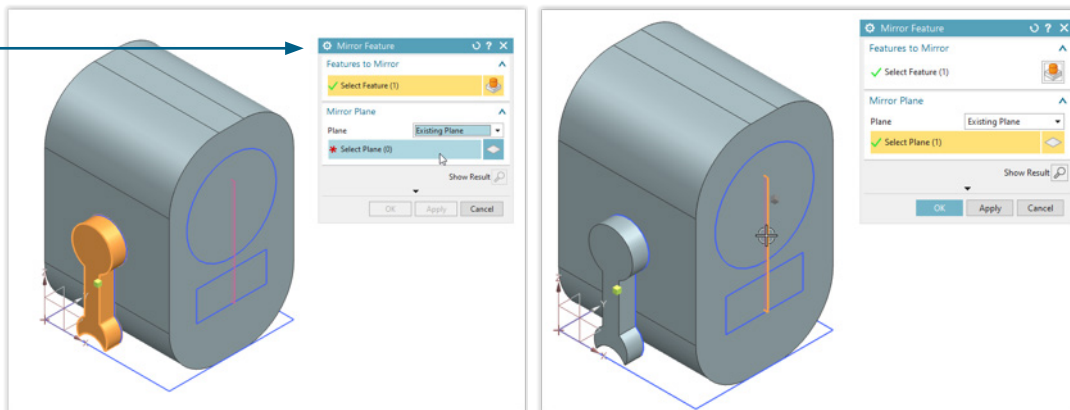 Mirror Feature
Features to Mirror
Select Feature (1)
Mirror Plane
Plane Existing Plane
Select Plane (0)
Show Result
OK Apply Cancel
Z
Y
X
Mirror Feature
Features to Mirror
Select Feature (1)
Mirror Plane
Plane Existing Plane
Select Plane (1)
Show Result
OK Apply Cancel
Y
X